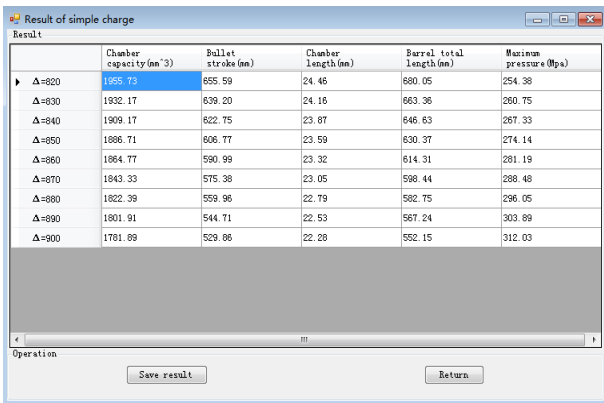 Result of simple charge
Result
Chamber capacity(mm^3) Bullet stroke(mm) Chamber length(mm) Barrel total length(mm) Maximum pressure(Mpa)
Δ=820 1955.73 655.59 24.46 680.05 254.38
Δ=830 1932.17 639.20 24.16 663.36 260.75
Δ=840 1909.17 622.75 23.87 646.63 267.33
Δ=850 1886.71 606.77 23.59 630.37 274.14
Δ=860 1864.77 590.99 23.32 614.31 281.19
Δ=870 1843.33 575.38 23.05 598.44 288.48
Δ=880 1822.39 559.96 22.79 582.75 296.05
Δ=890 1801.91 544.71 22.53 567.24 303.89
Δ=900 1781.89 529.86 22.28 552.15 312.03
Operation
Save result Return